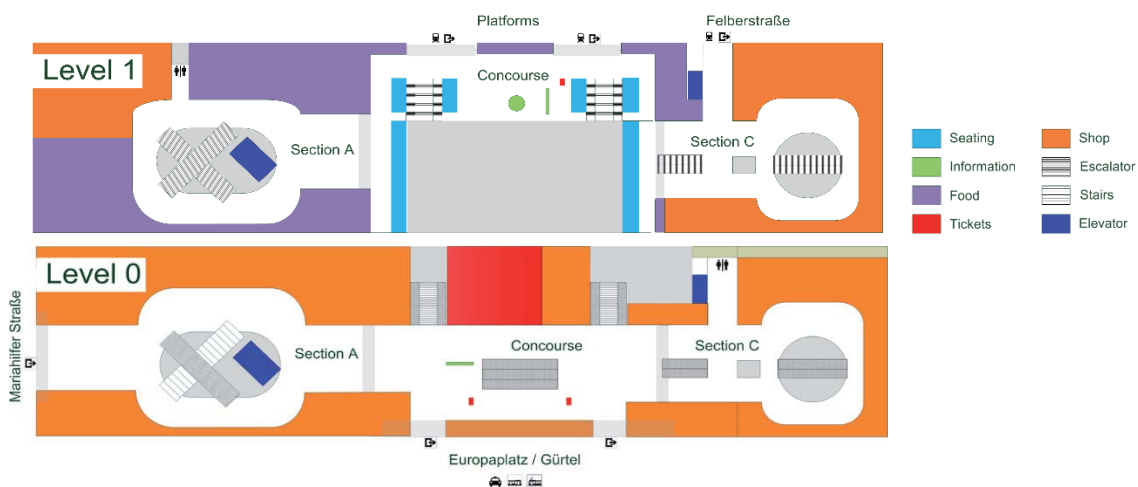 Platforms
Felberstraße
Level 1
Concourse
Section A
Section C
Seating
Information
Food
Tickets
Shop
Escalator
Stairs
Elevator
Level 0
Mariahilfer Straße
Section A
Concourse
Section C
Europaplatz / Gürtel